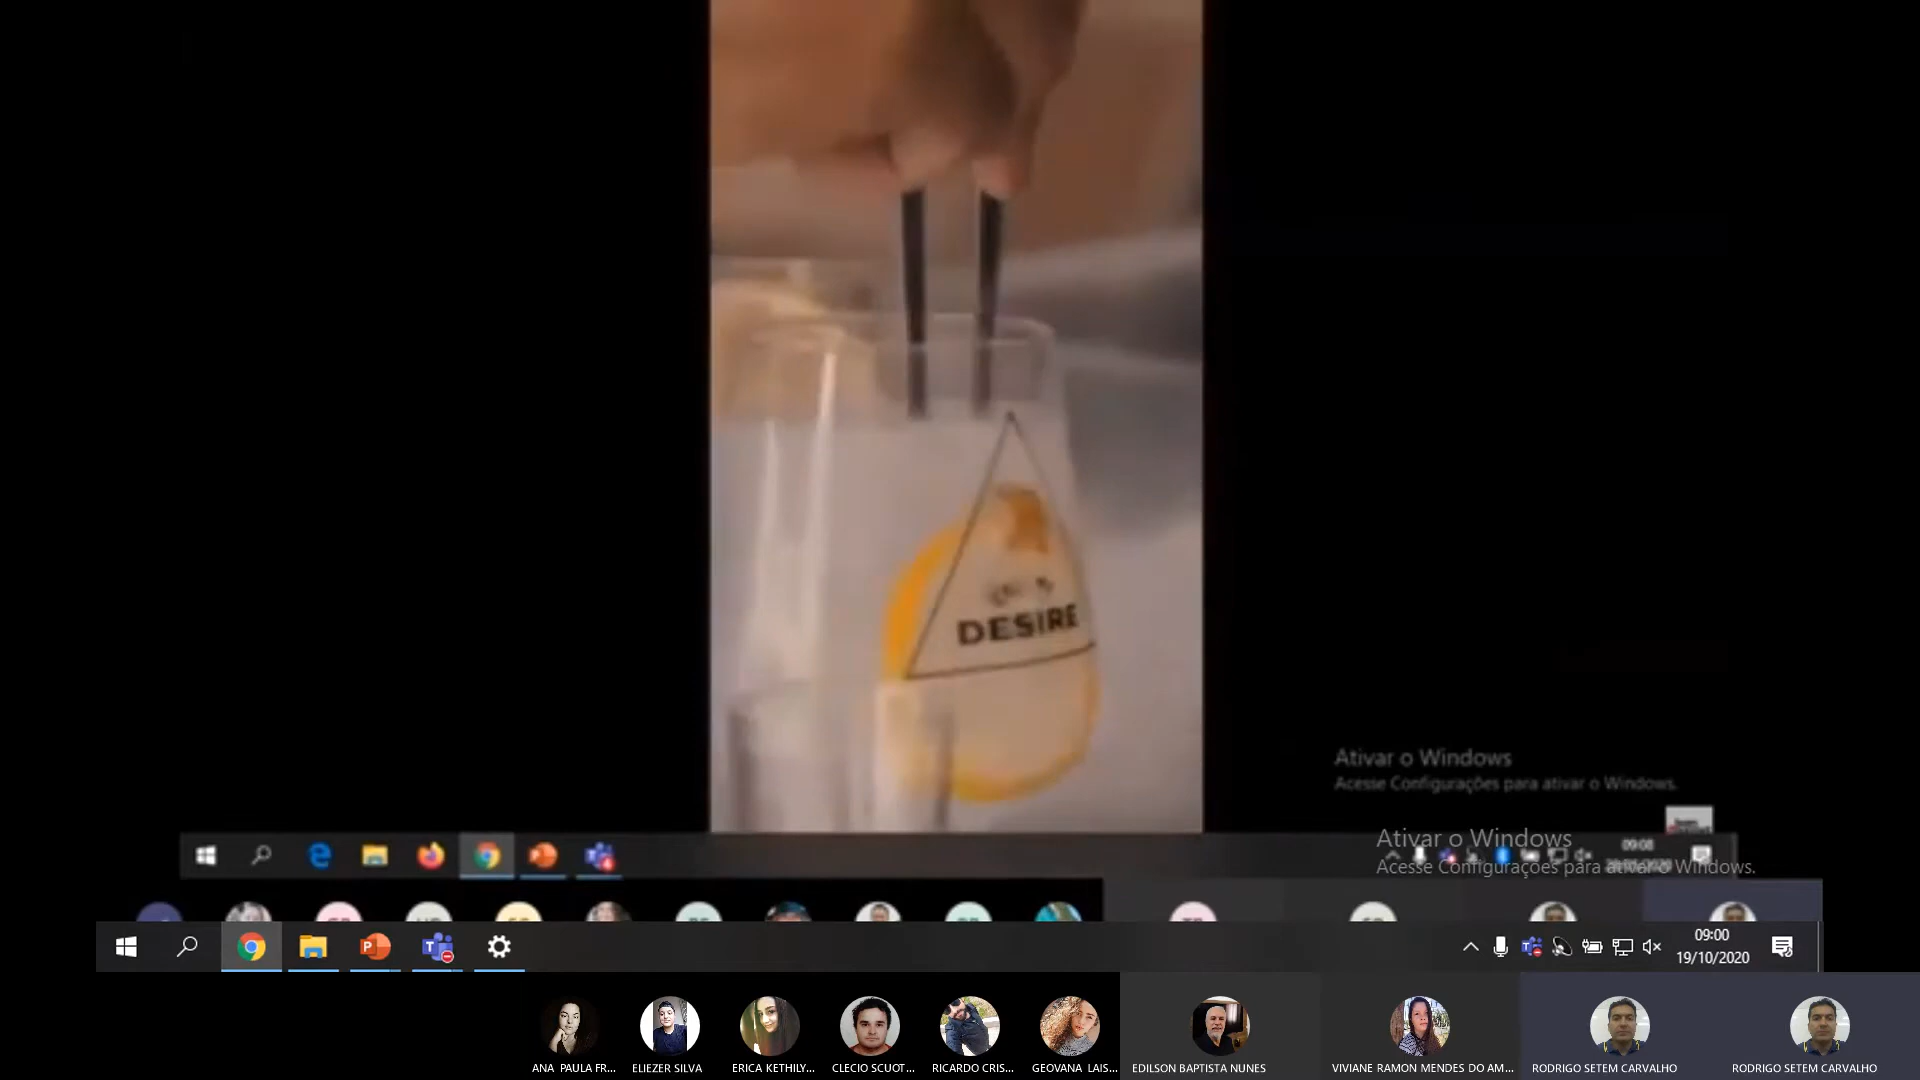 DESIRE
Ativar o Windows
Acesse Configurações para ativar o Windows.
Ativar o Windows
Acesse Configurações para ativar o Windows.
09:08
09:00
19/10/2020
ANA PAULA FR...
ELIEZER SILVA
ERICA KETHILY...
CLECIO SCUOT...
RICARDO CRIS...
GEOVANA LAIS...
EDILSON BAPTISTA NUNES
VIVIANE RAMON MENDES DO AM...
RODRIGO SETEM CARVALHO
RODRIGO SETEM CARVALHO